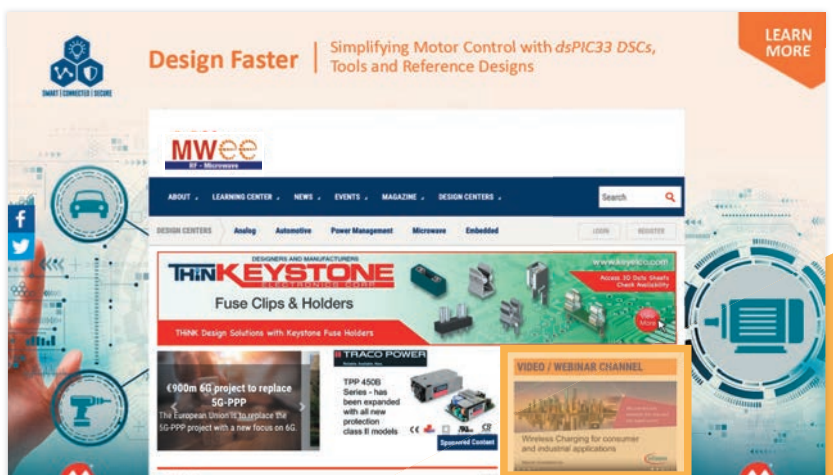 LEARN
MORE
Design Faster
Simplifying Motor Control with dsPIC33 DSCs,
Tools and Reference Designs
SMART | CONNECTED | SECURE
MWee
RF - Microwave
ABOUT LEARNING CENTER NEWS EVENTS MAGAZINE DESIGN CENTERS Search
DESIGN CENTERS Analog Automotive Power Management Microwave Embedded LOGIN REGISTER
DESIGNERS AND MANUFACTURERS
THiNK KEYSTONE
ELECTRONICS CORP.
www.keyelco.com
Access 3D Data Sheets
Check Availability
Fuse Clips & Holders
THiNK Design Solutions with Keystone Fuse Holders
View
More
€900m 6G project to replace
5G-PPP
The European Union is to replace the
5G-PPP project with a new focus on 6G.
TRACO POWER
TPP 450B
Series - has
been expanded
with all new
protection
class II models
Sponsored Content
VIDEO / WEBINAR CHANNEL
Wireless Charging for consumer
and industrial applications